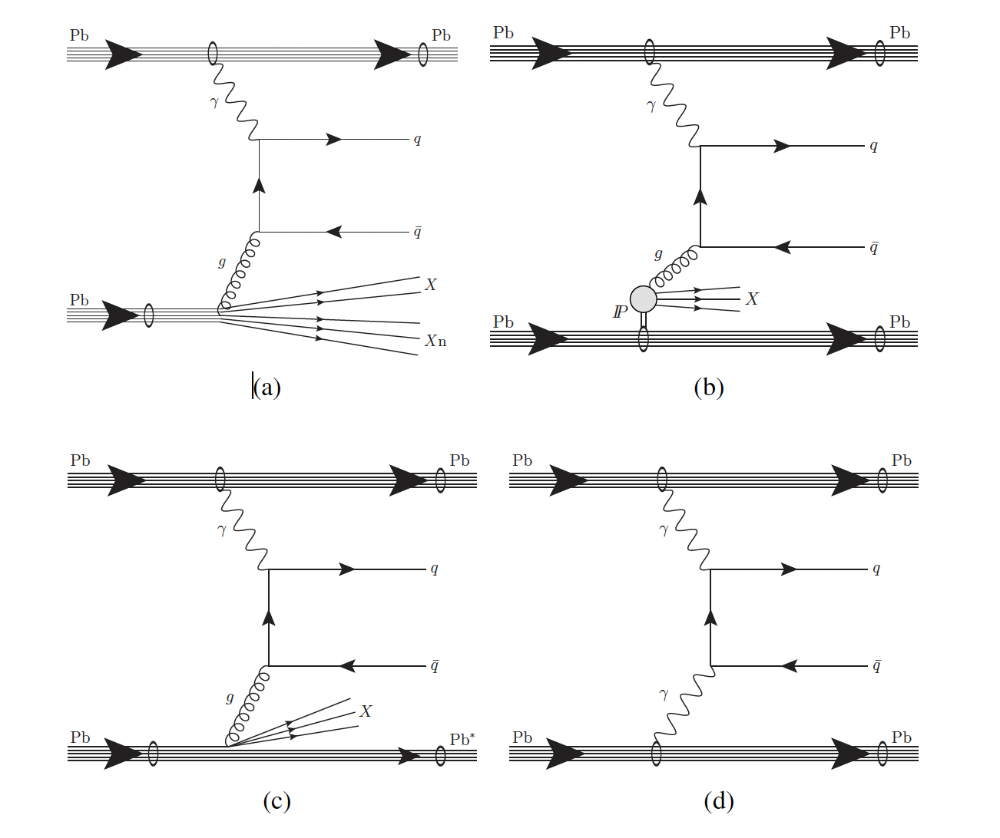 Pb Pb
γ
q
q̄
g
X
Pb
Xn
(a)
Pb Pb
γ
q
q̄
g
X
IP
Pb Pb
(b)
Pb Pb
γ
q
q̄
g
X
Pb Pb*
(c)
Pb Pb
γ
q
q̄
γ
Pb Pb
(d)